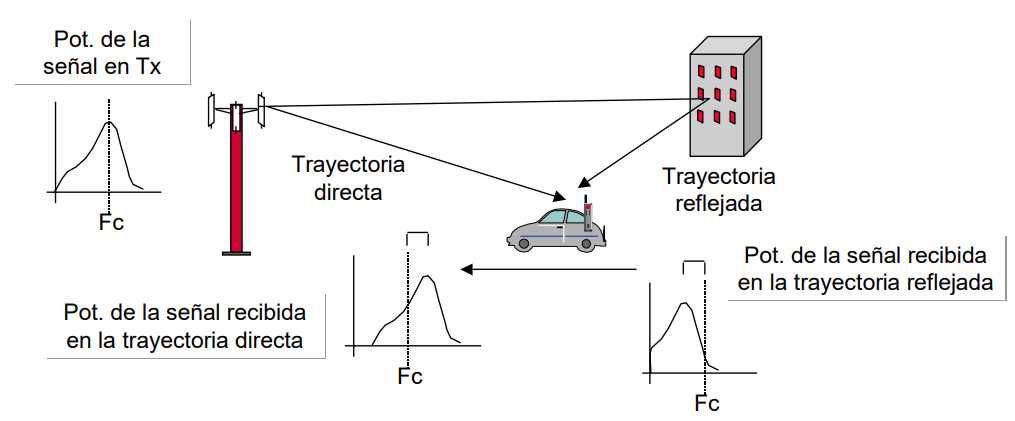 Pot. de la
señal en Tx
Fc
Trayectoria
directa
Trayectoria
reflejada
Pot. de la señal recibida
en la trayectoria directa
Fc
Pot. de la señal recibida
en la trayectoria reflejada
Fc